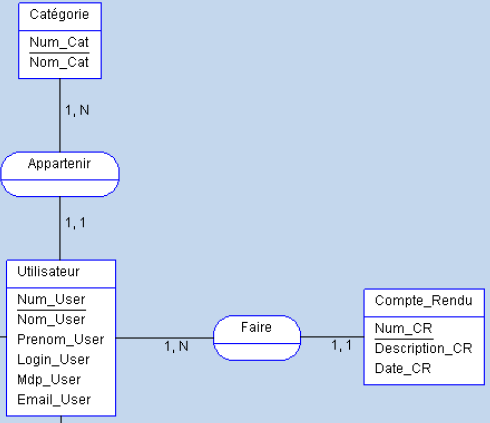 Catégorie
Num_Cat
Nom_Cat
1, N
Appartenir
1, 1
Utilisateur
Num_User
Nom_User
Prenom_User
Login_User
Mdp_User
Email_User
1, N
Faire
1, 1
Compte_Rendu
Num_CR
Description_CR
Date_CR